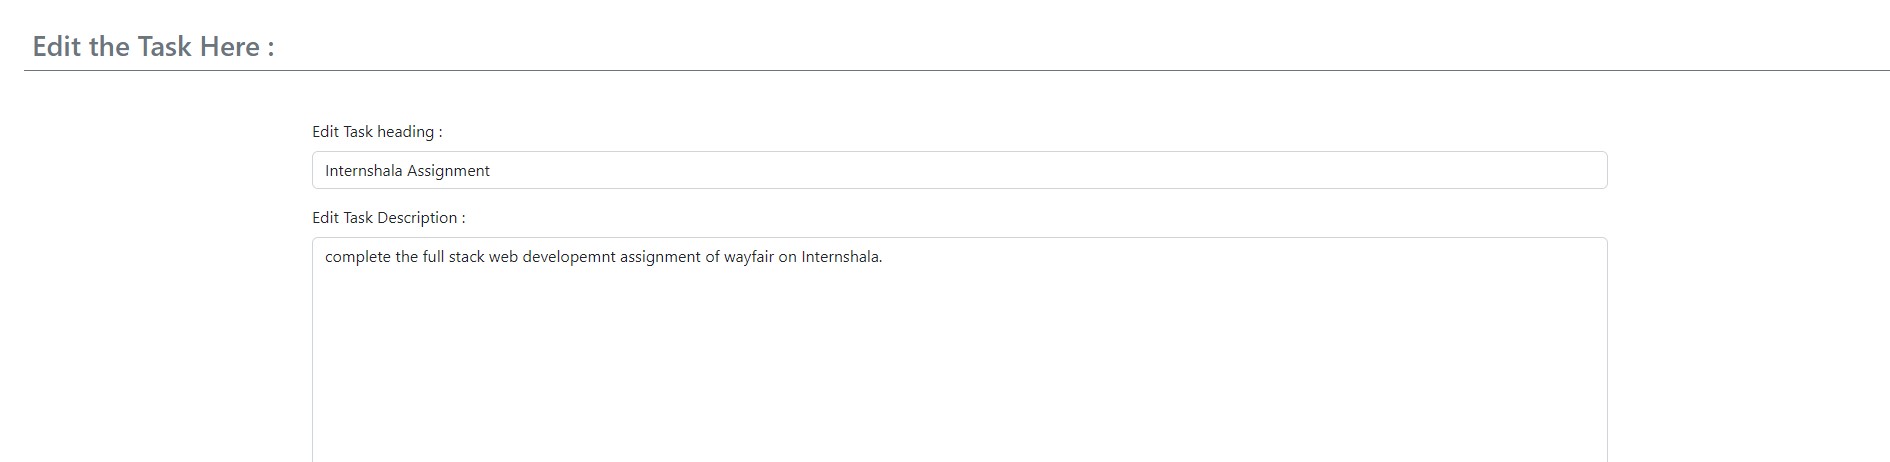 Edit the Task Here :
Edit Task heading :
Internshala Assignment
Edit Task Description :
complete the full stack web developemnt assignment of wayfair on Internshala.